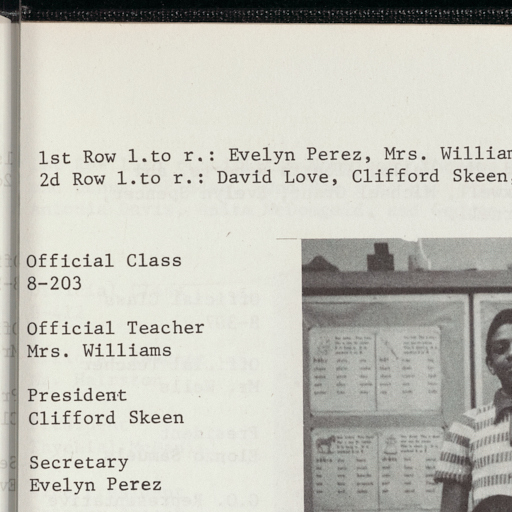 1st Row l.to r.: Evelyn Perez, Mrs. William
2d Row l.to r.: David Love, Clifford Skeen,
Official Class
8-203
Official Teacher
Mrs. Williams
President
Clifford Skeen
Secretary
Evelyn Perez